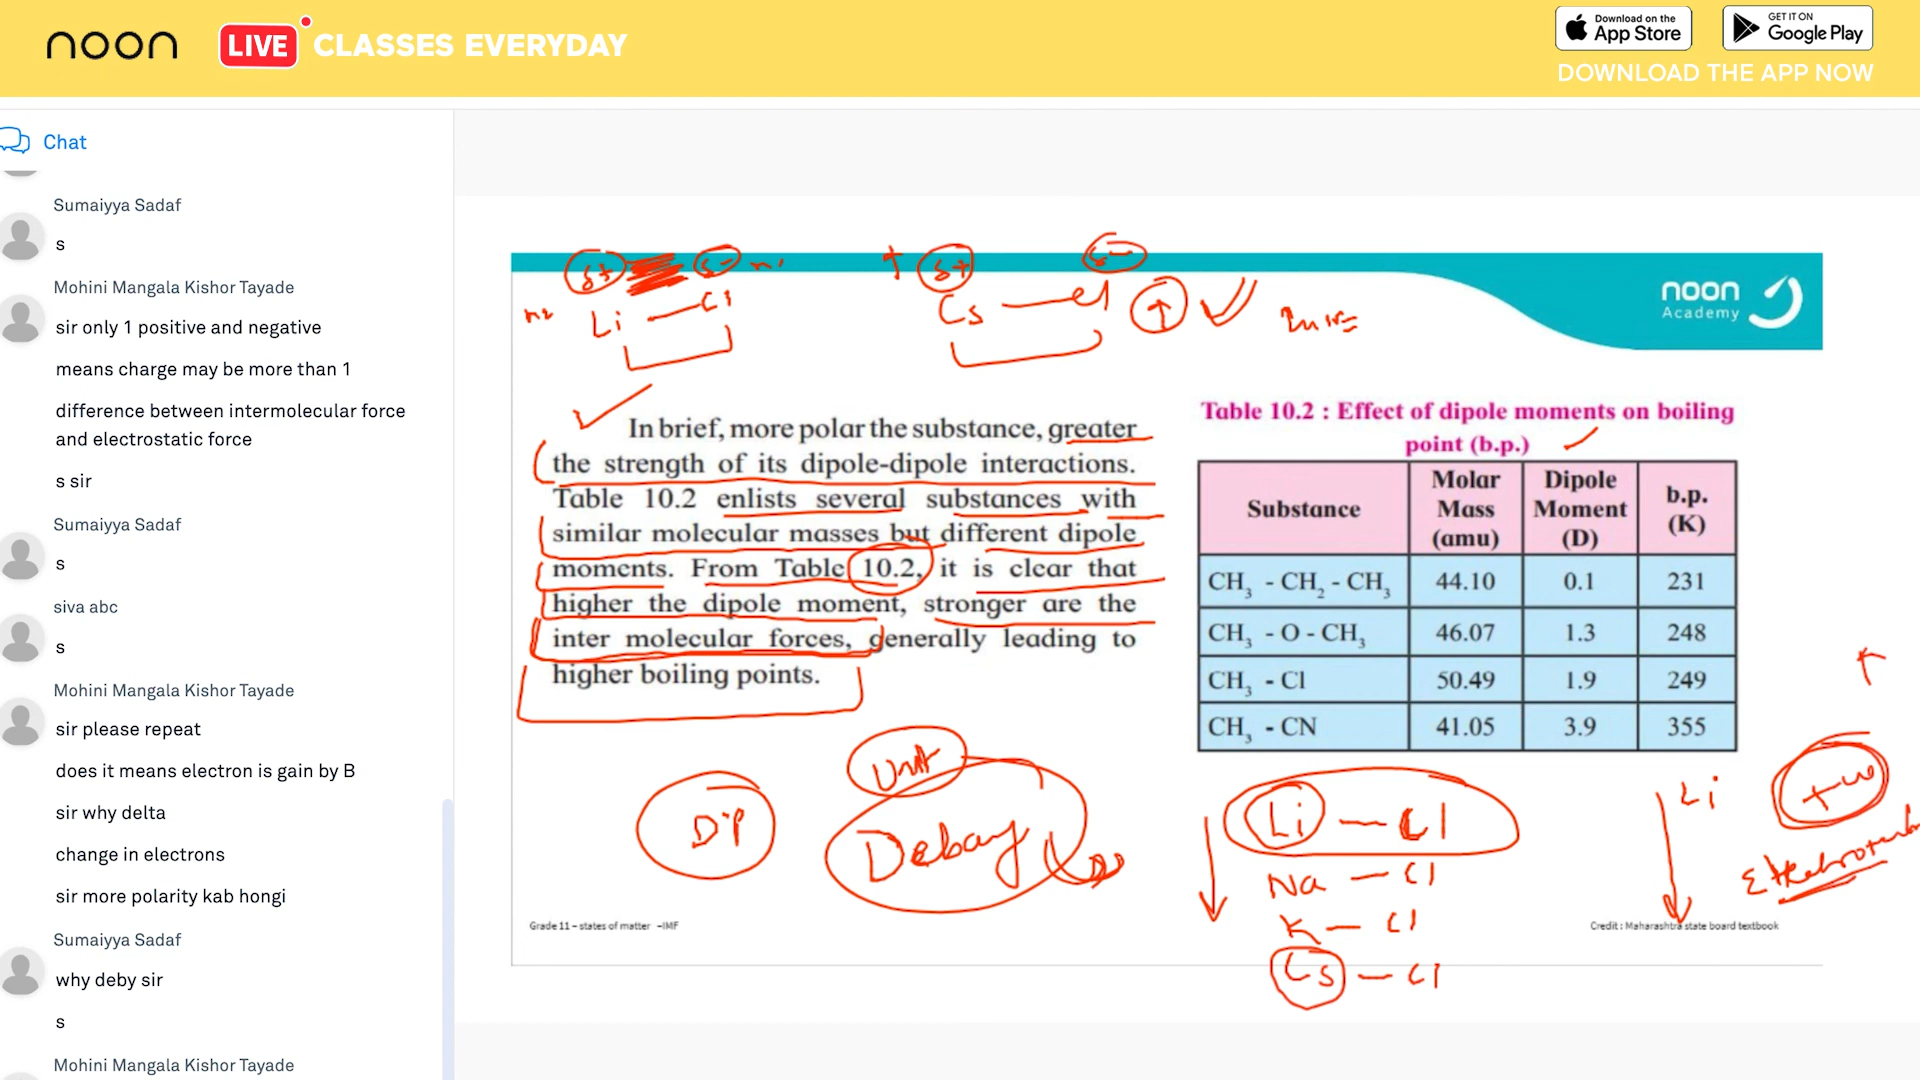 noon LIVE CLASSES EVERYDAY
Download on the App Store
GET IT ON Google Play
DOWNLOAD THE APP NOW
Chat
Sumaiyya Sadaf
s
Mohini Mangala Kishor Tayade
sir only 1 positive and negative
means charge may be more than 1
difference between intermolecular force
and electrostatic force
s sir
Sumaiyya Sadaf
s
siva abc
s
Mohini Mangala Kishor Tayade
sir please repeat
does it means electron is gain by B
sir why delta
change in electrons
sir more polarity kab hongi
Sumaiyya Sadaf
why deby sir
s
Mohini Mangala Kishor Tayade
δ+ δ-
Li — Cl
δ+ δ-
Cs — Cl ↑
noon
Academy
In brief, more polar the substance, greater
the strength of its dipole-dipole interactions.
Table 10.2 enlists several substances with
similar molecular masses but different dipole
moments. From Table 10.2, it is clear that
higher the dipole moment, stronger are the
inter molecular forces, generally leading to
higher boiling points.
Table 10.2 : Effect of dipole moments on boiling
point (b.p.)
Substance Molar Mass (amu) Dipole Moment (D) b.p. (K)
CH3 - CH2 - CH3 44.10 0.1 231
CH3 - O - CH3 46.07 1.3 248
CH3 - Cl 50.49 1.9 249
CH3 - CN 41.05 3.9 355
Unit
Debay
Li — Cl
Na — Cl
K — Cl
Cs — Cl
Li
+ve
Grade 11 – states of matter –IMF
Credit : Maharashtra state board textbook